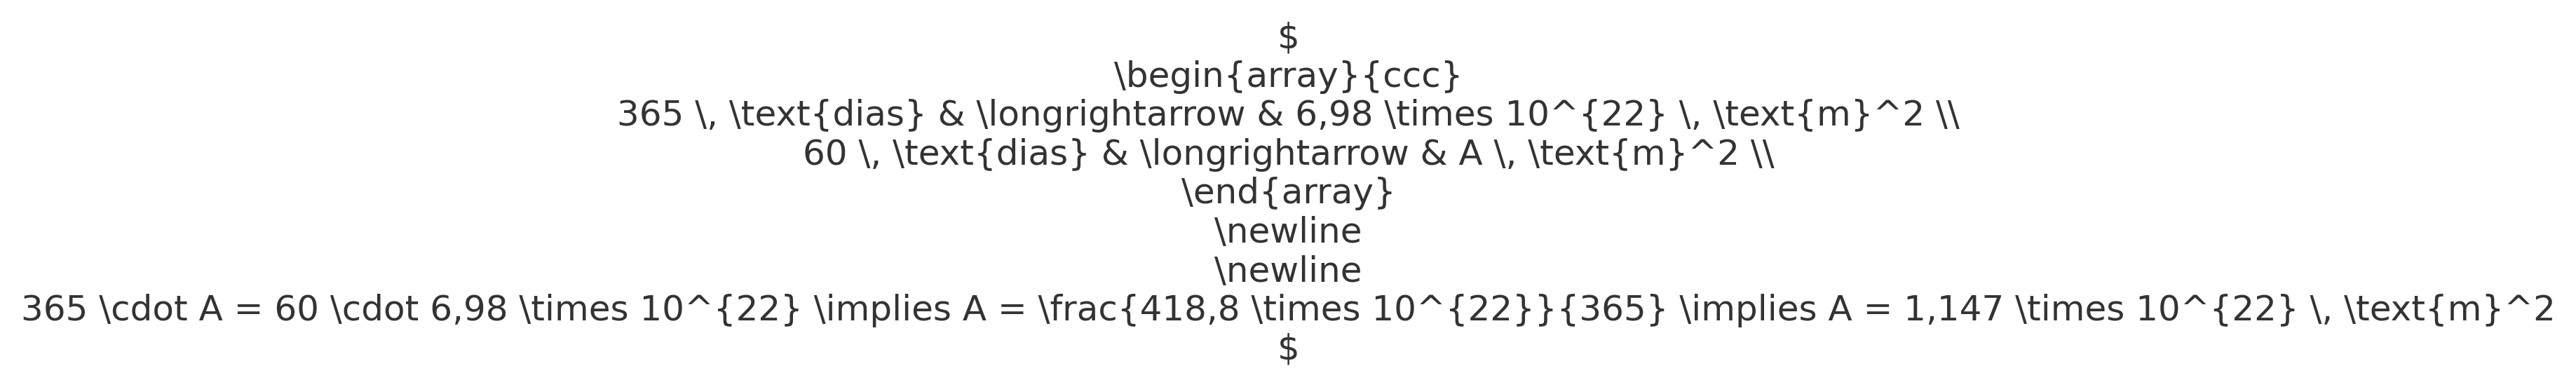 $
\begin{array}{ccc}
365 \, \text{dias} & \longrightarrow & 6,98 \times 10^{22} \, \text{m}^2 \\
60 \, \text{dias} & \longrightarrow & A \, \text{m}^2 \\
\end{array}
\newline
\newline
365 \cdot A = 60 \cdot 6,98 \times 10^{22} \implies A = \frac{418,8 \times 10^{22}}{365} \implies A = 1,147 \times 10^{22} \, \text{m}^2
$